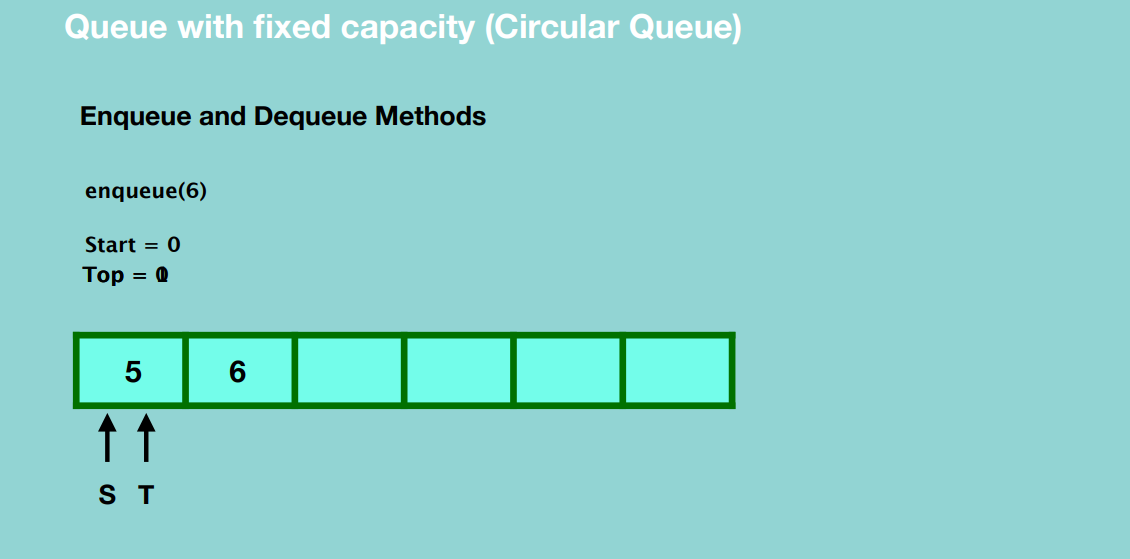 Queue with fixed capacity (Circular Queue)
Enqueue and Dequeue Methods
enqueue(6)
Start = 0
Top =
5 6
S T